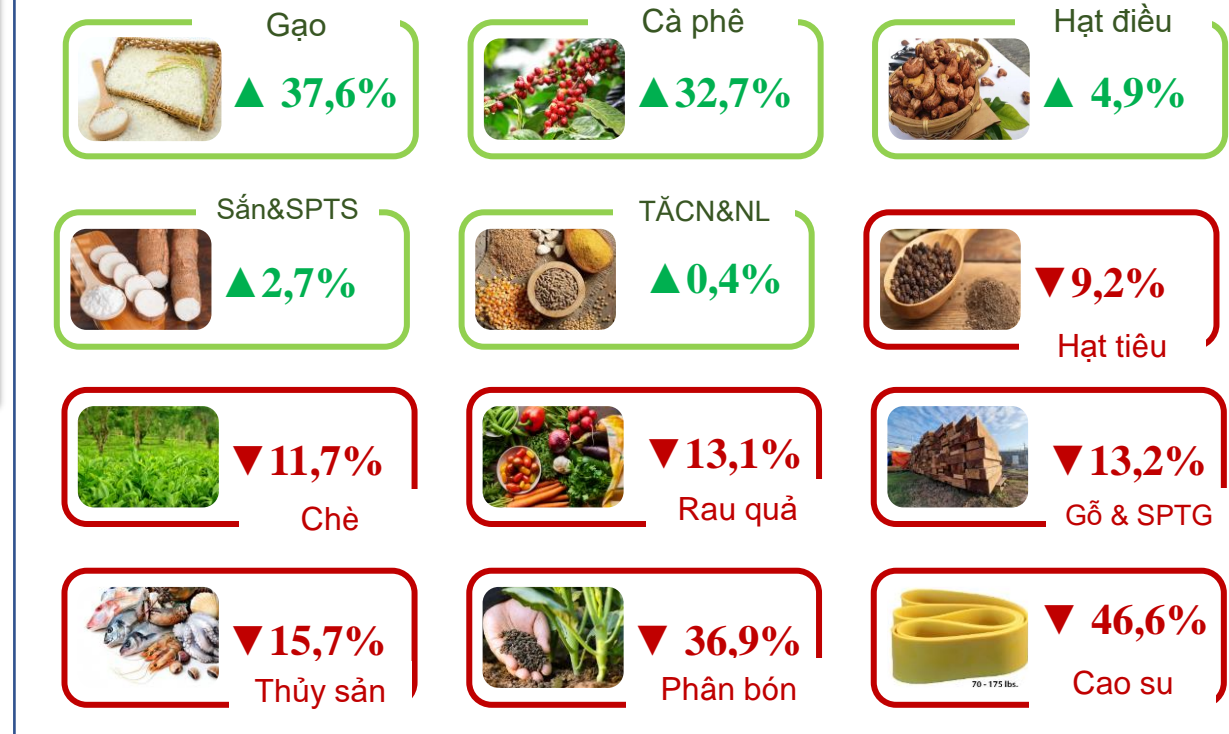 Gạo
▲ 37,6%
Cà phê
▲32,7%
Hạt điều
▲ 4,9%
Sắn&SPTS
▲2,7%
TĂCN&NL
▲0,4%
▼9,2%
Hạt tiêu
▼11,7%
Chè
▼13,1%
Rau quả
▼13,2%
Gỗ & SPTG
▼15,7%
Thủy sản
▼ 36,9%
Phân bón
▼ 46,6%
70 - 175 lbs.
Cao su